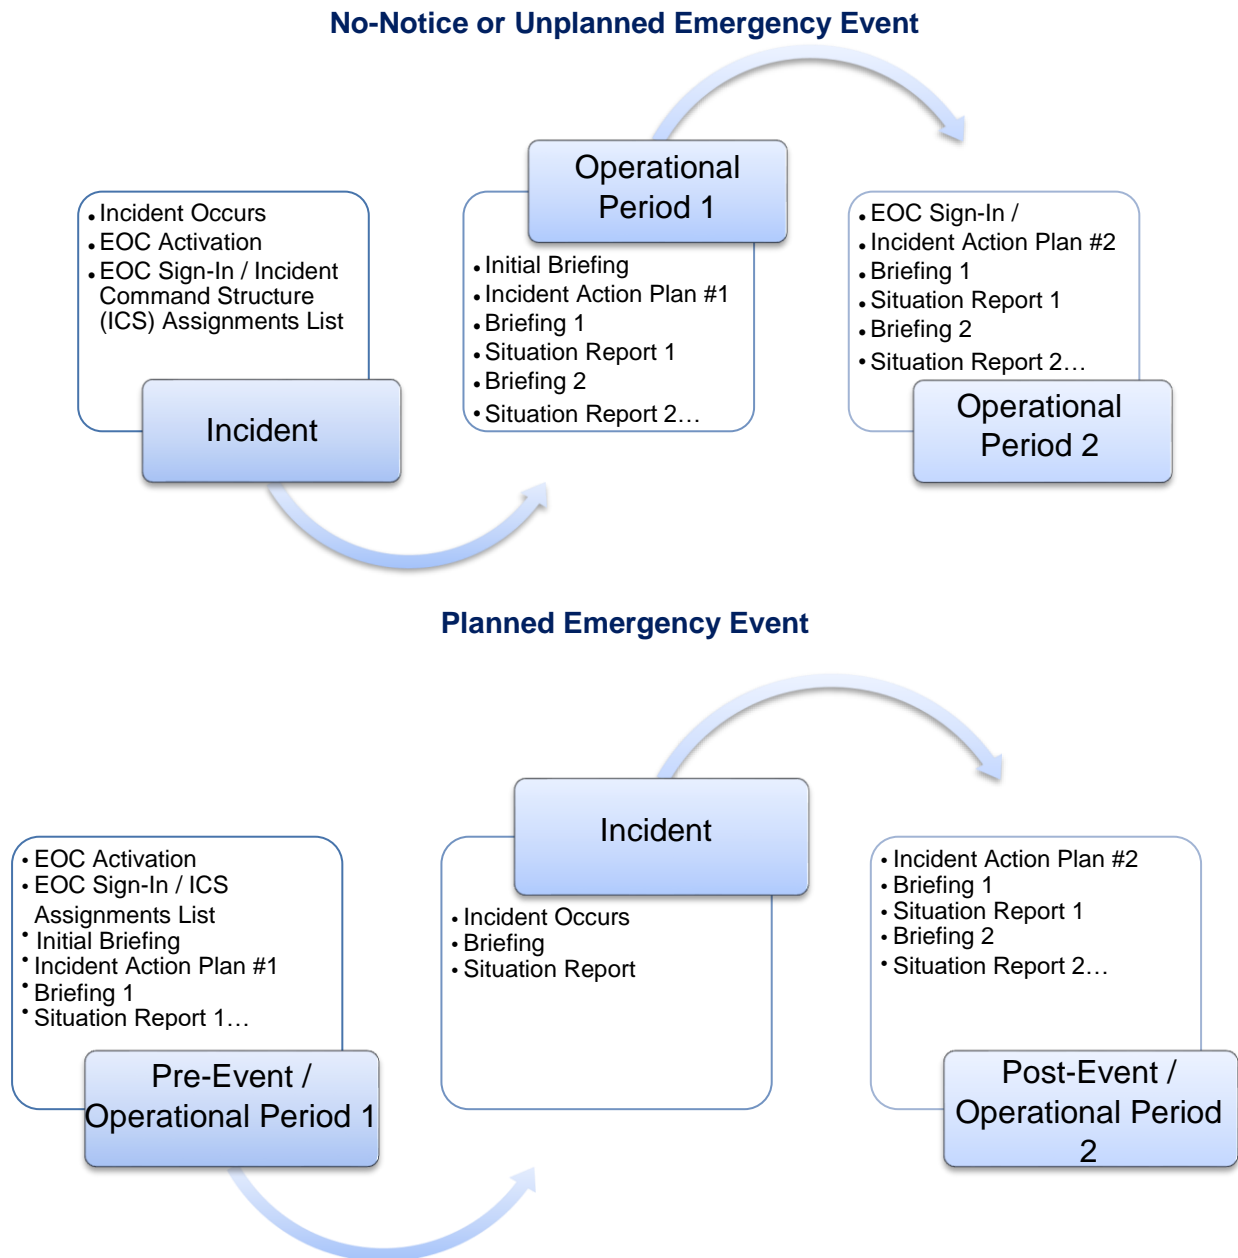 No-Notice or Unplanned Emergency Event
• Incident Occurs
• EOC Activation
• EOC Sign-In / Incident
Command Structure
(ICS) Assignments List
Incident
Operational
Period 1
• Initial Briefing
• Incident Action Plan #1
• Briefing 1
• Situation Report 1
• Briefing 2
• Situation Report 2…
• EOC Sign-In /
• Incident Action Plan #2
• Briefing 1
• Situation Report 1
• Briefing 2
• Situation Report 2…
Operational
Period 2
Planned Emergency Event
• EOC Activation
• EOC Sign-In / ICS
Assignments List
• Initial Briefing
• Incident Action Plan #1
• Briefing 1
• Situation Report 1…
Pre-Event /
Operational Period 1
Incident
• Incident Occurs
• Briefing
• Situation Report
• Incident Action Plan #2
• Briefing 1
• Situation Report 1
• Briefing 2
• Situation Report 2…
Post-Event /
Operational Period
2